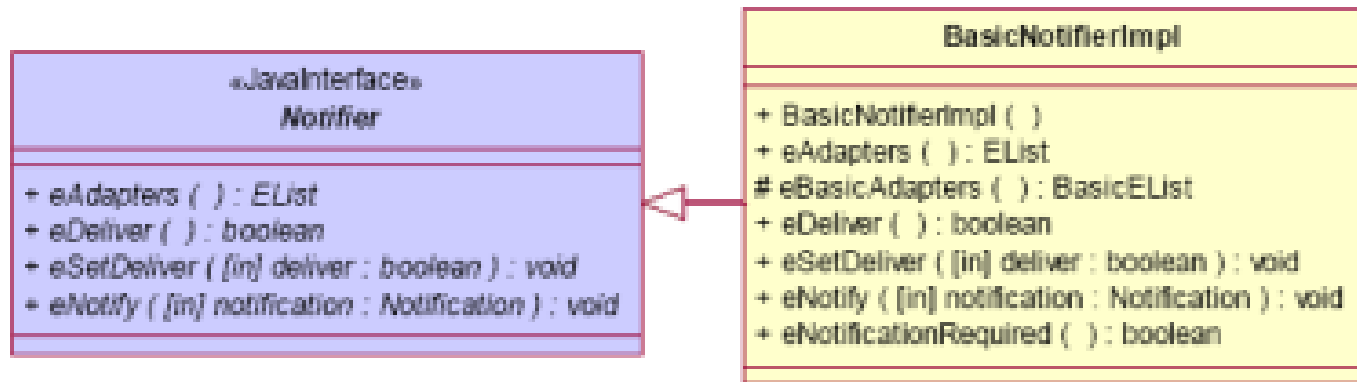 «JavaInterface»
Notifier
+ eAdapters ( ) : EList
+ eDeliver ( ) : boolean
+ eSetDeliver ( [in] deliver : boolean ) : void
+ eNotify ( [in] notification : Notification ) : void
BasicNotifierImpl
+ BasicNotifierImpl ( )
+ eAdapters ( ) : EList
# eBasicAdapters ( ) : BasicEList
+ eDeliver ( ) : boolean
+ eSetDeliver ( [in] deliver : boolean ) : void
+ eNotify ( [in] notification : Notification ) : void
+ eNotificationRequired ( ) : boolean